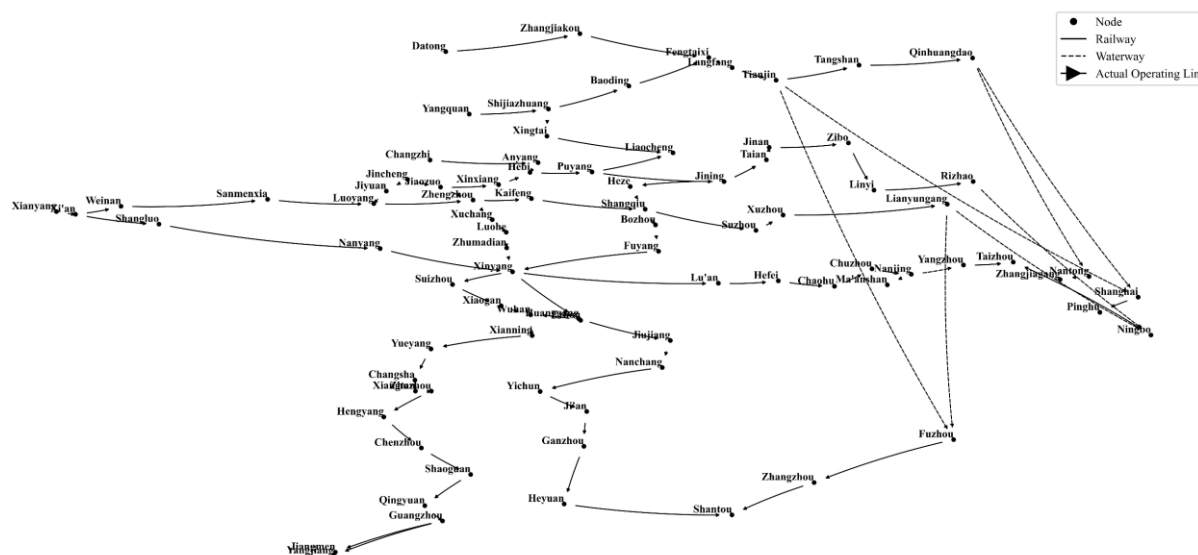 Node
Railway
Waterway
Actual Operating Lin
Zhangjiakou
Datong
Fengtaixi
Langfang
Tianjin
Tangshan
Qinhuangdao
Baoding
Yangquan
Shijiazhuang
Xingtai
Liaocheng
Jinan
Taian
Zibo
Changzhi
Anyang
Hebi
Puyang
Jining
Linyi
Rizhao
Jincheng
Jiaozuo
Jiyuan
Xinxiang
Heze
Sanmenxia
Luoyang
Zhengzhou
Kaifeng
Xianyang
Xi'an
Weinan
Shangluo
Shangqiu
Bozhou
Xuzhou
Suzhou
Lianyungang
Xuchang
Luohe
Zhumadian
Fuyang
Nanyang
Xinyang
Suizhou
Lu'an
Hefei
Chaohu
Chuzhou
Ma'anshan
Nanjing
Yangzhou
Taizhou
Zhangjiagang
Nantong
Shanghai
Pinghu
Ningbo
Xiaogan
Wuhan
Xianning
Jiujiang
Yueyang
Nanchang
Changsha
Xiangtan
Zhuzhou
Yichun
Ji'an
Hengyang
Ganzhou
Chenzhou
Fuzhou
Shaoguan
Zhangzhou
Qingyuan
Heyuan
Shantou
Guangzhou
Jiangmen
Yangjiang